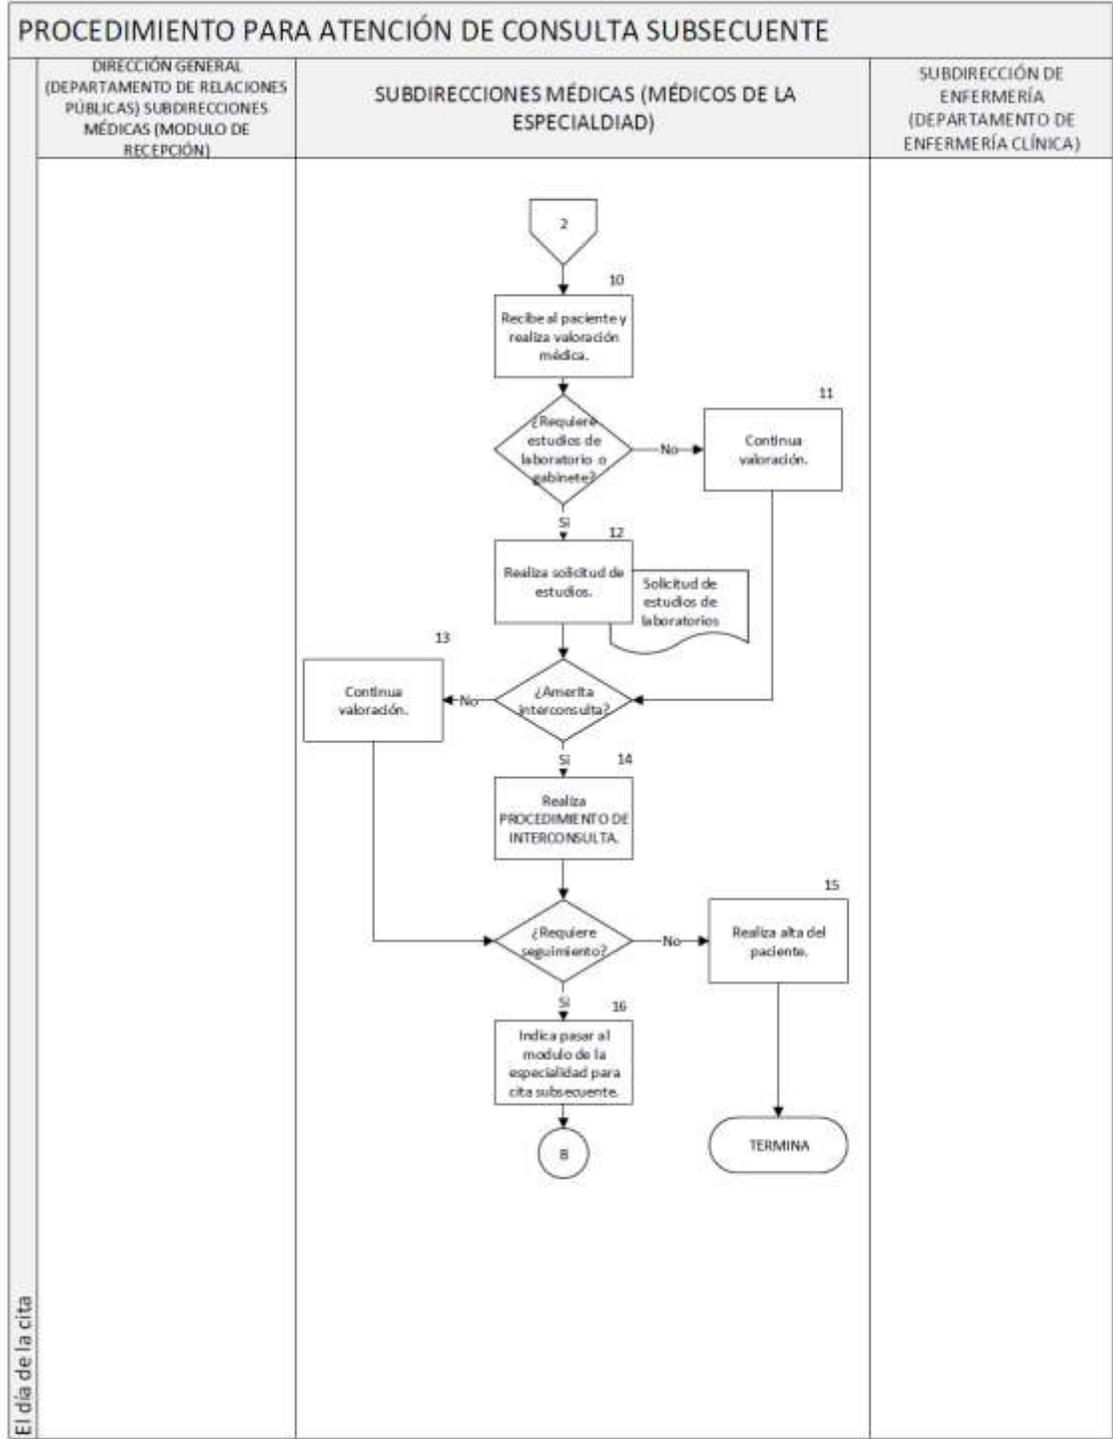 PROCEDIMIENTO PARA ATENCIÓN DE CONSULTA SUBSECUENTE
DIRECCIÓN GENERAL
(DEPARTAMENTO DE RELACIONES
PÚBLICAS) SUBDIRECCIONES
MÉDICAS (MODULO DE
RECEPCIÓN)
SUBDIRECCIONES MÉDICAS (MÉDICOS DE LA
ESPECIALDIAD)
SUBDIRECCIÓN DE
ENFERMERÍA
(DEPARTAMENTO DE
ENFERMERÍA CLÍNICA)
2
10
Recibe al paciente y
realiza valoración
médica.
¿Requiere
estudios de
laboratorio o
gabinete?
No
11
Continua
valoración.
Si
12
Realiza solicitud de
estudios.
Solicitud de
estudios de
laboratorios
13
Continua
valoración.
No
¿Amerita
interconsulta?
Si
14
Realiza
PROCEDIMIENTO DE
INTERCONSULTA.
¿Requiere
seguimiento?
No
15
Realiza alta del
paciente.
Si
16
Indica pasar al
modulo de la
especialidad para
cita subsecuente.
B
TERMINA
El día de la cita